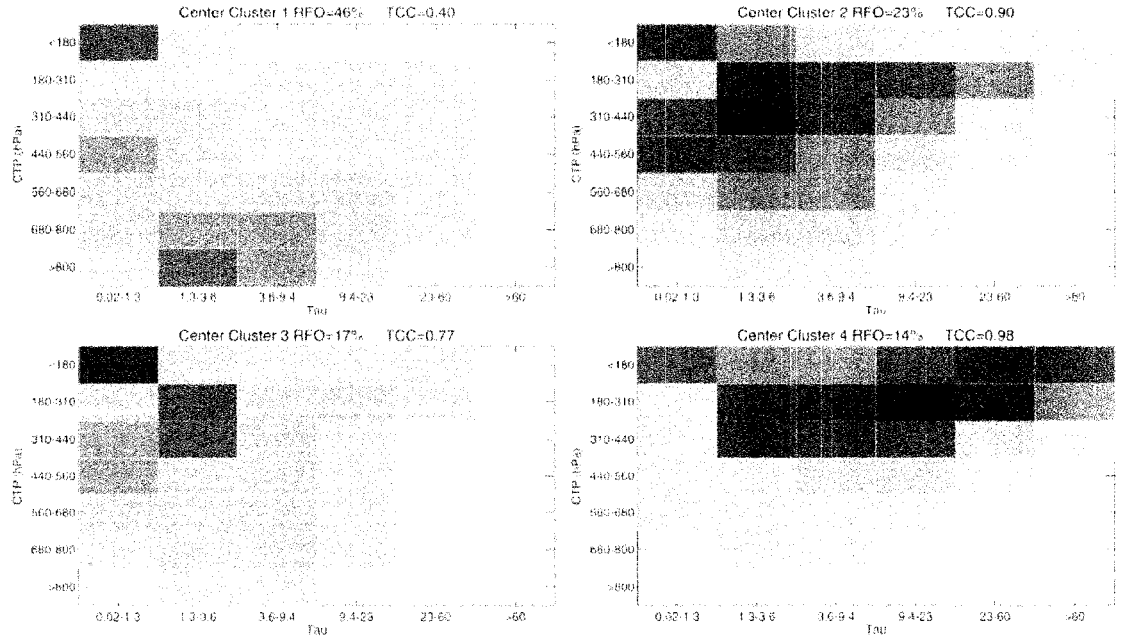 Center Cluster 1 RFO=46% TCC=0.40
<180
180-310
310-440
440-560
560-680
680-800
>800
CTP (hPa)
0.02-1.3 1.3-3.6 3.6-9.4 9.4-23 23-60 >60
Tau
Center Cluster 2 RFO=23% TCC=0.90
<180
180-310
310-440
440-560
560-680
680-800
>800
CTP (hPa)
0.02-1.3 1.3-3.6 3.6-9.4 9.4-23 23-60 >60
Tau
Center Cluster 3 RFO=17% TCC=0.77
<180
180-310
310-440
440-560
560-680
680-800
>800
CTP (hPa)
0.02-1.3 1.3-3.6 3.6-9.4 9.4-23 23-60 >60
Tau
Center Cluster 4 RFO=14% TCC=0.98
<180
180-310
310-440
440-560
560-680
680-800
>800
CTP (hPa)
0.02-1.3 1.3-3.6 3.6-9.4 9.4-23 23-60 >60
Tau